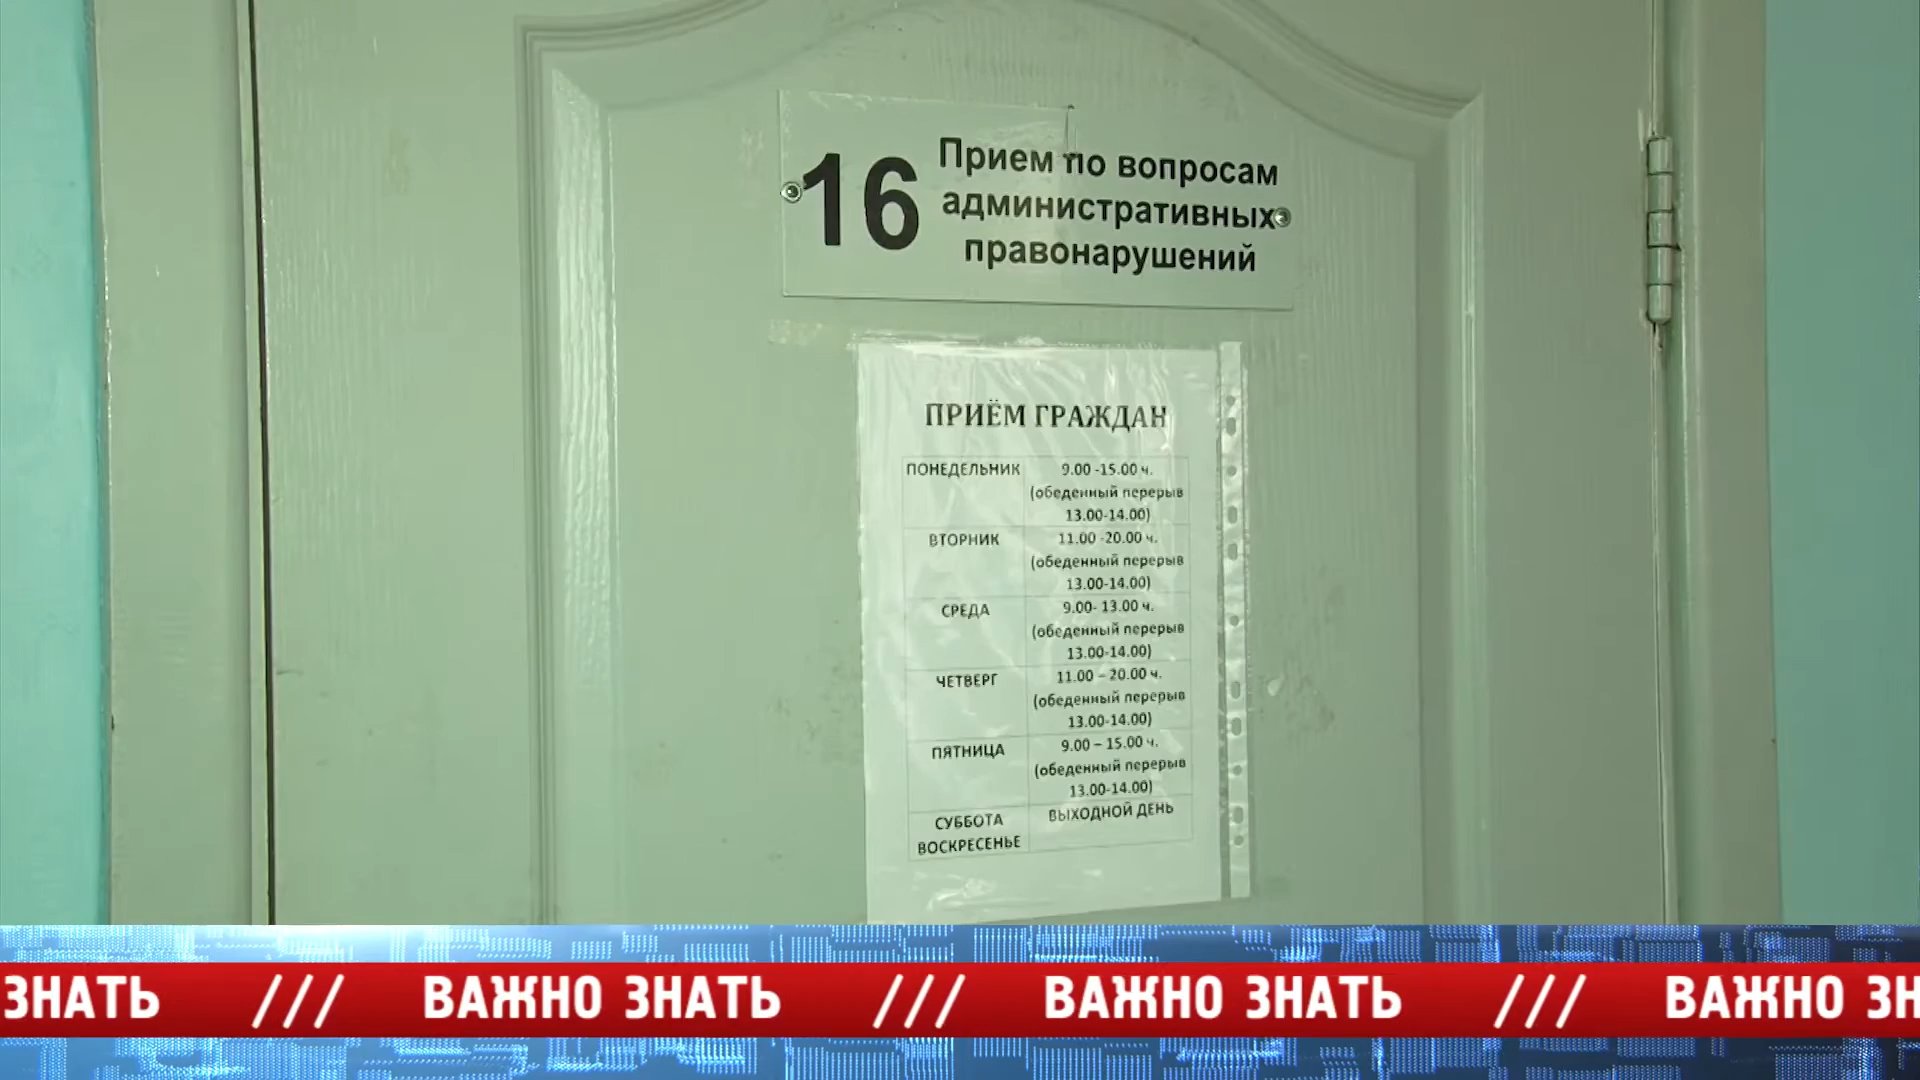 16
Прием по вопросам
административных
правонарушений
ПРИЁМ ГРАЖДАН
ПОНЕДЕЛЬНИК 9.00 -15.00 ч.
(обеденный перерыв
13.00-14.00)
ВТОРНИК 11.00 -20.00 ч.
(обеденный перерыв
13.00-14.00)
СРЕДА 9.00- 13.00 ч.
(обеденный перерыв
13.00-14.00)
ЧЕТВЕРГ 11.00 – 20.00 ч.
(обеденный перерыв
13.00-14.00)
ПЯТНИЦА 9.00 – 15.00 ч.
(обеденный перерыв
13.00-14.00)
СУББОТА ВЫХОДНОЙ ДЕНЬ
ВОСКРЕСЕНЬЕ
ЗНАТЬ /// ВАЖНО ЗНАТЬ /// ВАЖНО ЗНАТЬ /// ВАЖНО ЗН